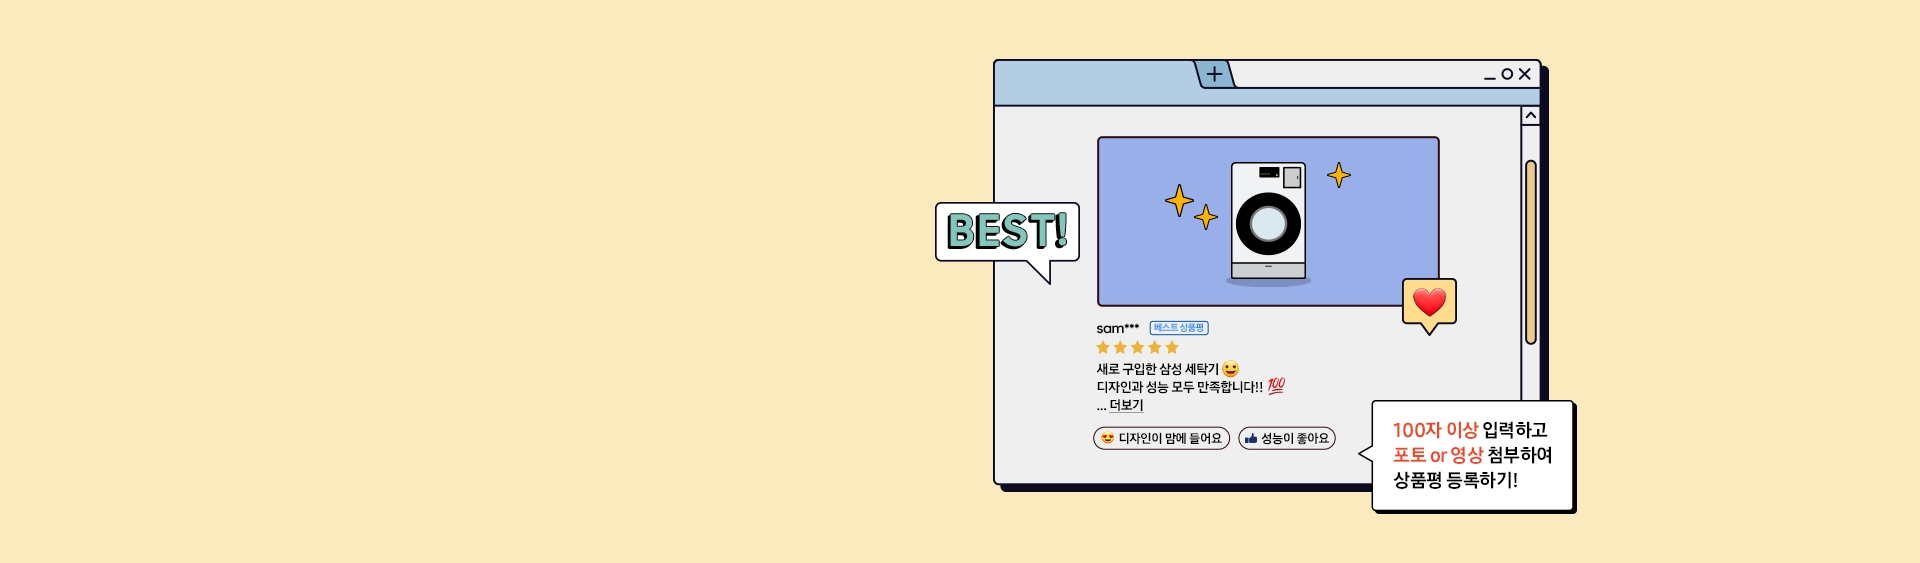 BEST!
sam*** 베스트 상품평
새로 구입한 삼성 세탁기 😀
디자인과 성능 모두 만족합니다!! 💯
... 더보기
😍 디자인이 맘에 들어요 👍 성능이 좋아요
100자 이상 입력하고
포토 or 영상 첨부하여
상품평 등록하기!